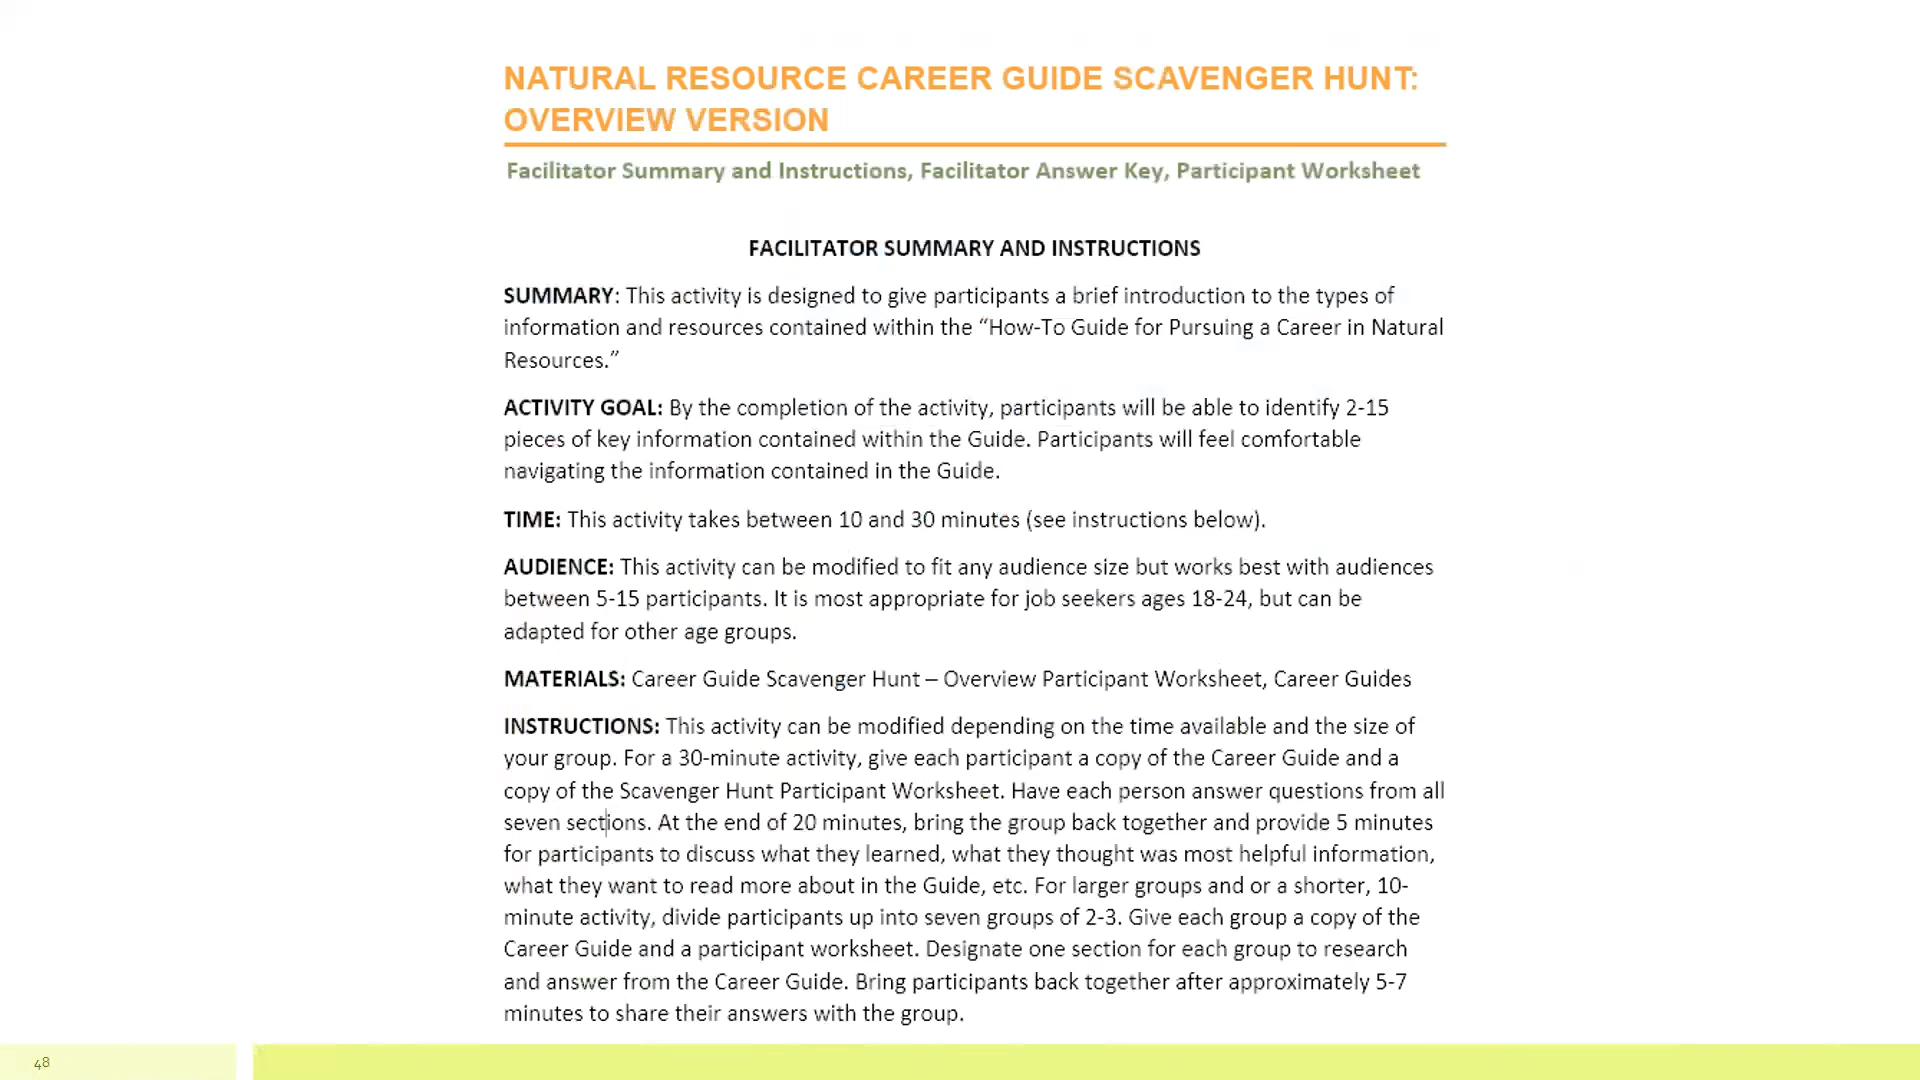 NATURAL RESOURCE CAREER GUIDE SCAVENGER HUNT:
OVERVIEW VERSION
Facilitator Summary and Instructions, Facilitator Answer Key, Participant Worksheet
FACILITATOR SUMMARY AND INSTRUCTIONS
SUMMARY: This activity is designed to give participants a brief introduction to the types of
information and resources contained within the “How-To Guide for Pursuing a Career in Natural
Resources.”
ACTIVITY GOAL: By the completion of the activity, participants will be able to identify 2-15
pieces of key information contained within the Guide. Participants will feel comfortable
navigating the information contained in the Guide.
TIME: This activity takes between 10 and 30 minutes (see instructions below).
AUDIENCE: This activity can be modified to fit any audience size but works best with audiences
between 5-15 participants. It is most appropriate for job seekers ages 18-24, but can be
adapted for other age groups.
MATERIALS: Career Guide Scavenger Hunt – Overview Participant Worksheet, Career Guides
INSTRUCTIONS: This activity can be modified depending on the time available and the size of
your group. For a 30-minute activity, give each participant a copy of the Career Guide and a
copy of the Scavenger Hunt Participant Worksheet. Have each person answer questions from all
seven sections. At the end of 20 minutes, bring the group back together and provide 5 minutes
for participants to discuss what they learned, what they thought was most helpful information,
what they want to read more about in the Guide, etc. For larger groups and or a shorter, 10-
minute activity, divide participants up into seven groups of 2-3. Give each group a copy of the
Career Guide and a participant worksheet. Designate one section for each group to research
and answer from the Career Guide. Bring participants back together after approximately 5-7
minutes to share their answers with the group.
48